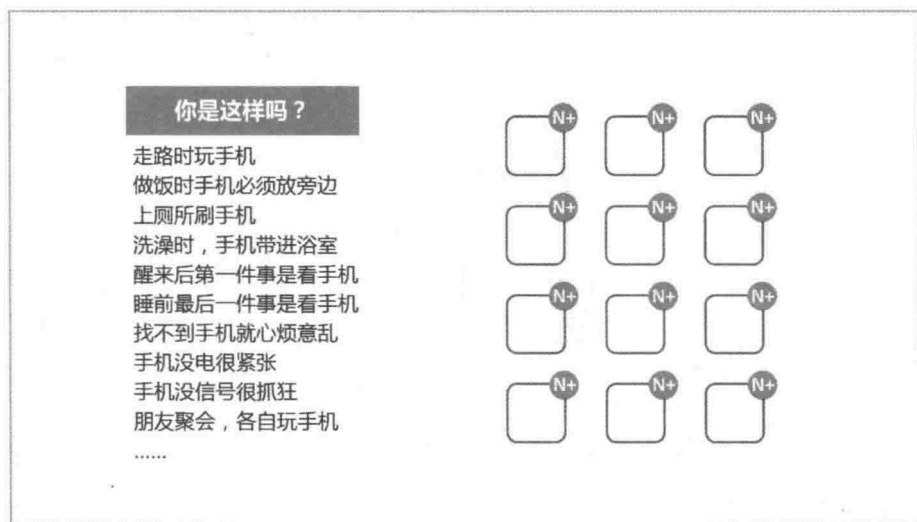 你是这样吗？
走路时玩手机
做饭时手机必须放旁边
上厕所刷手机
洗澡时，手机带进浴室
醒来后第一件事是看手机
睡前最后一件事是看手机
找不到手机就心烦意乱
手机没电很紧张
手机没信号很抓狂
朋友聚会，各自玩手机
......
N+ N+ N+
N+ N+ N+
N+ N+ N+
N+ N+ N+